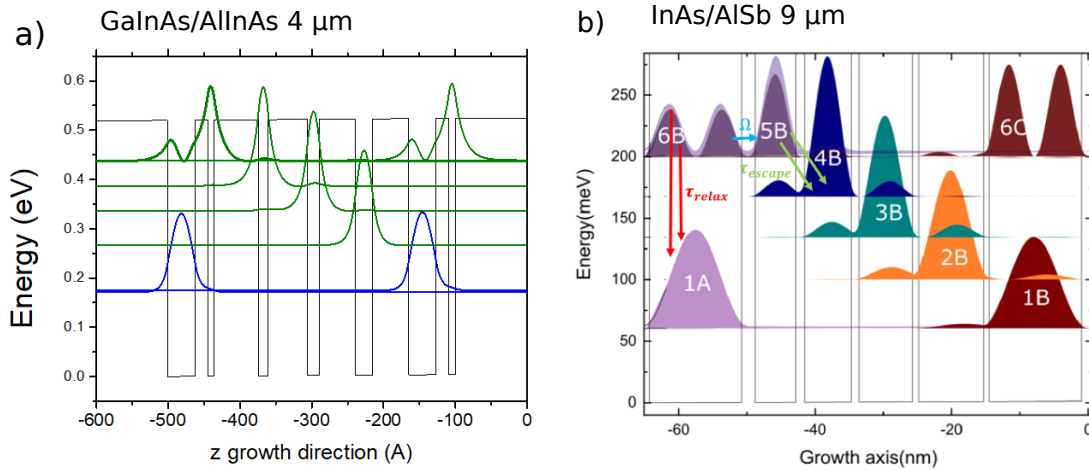 a)
GaInAs/AlInAs 4 µm
Energy (eV)
0.6
0.5
0.4
0.3
0.2
0.1
0.0
-600 -500 -400 -300 -200 -100 0
z growth direction (A)
b)
InAs/AlSb 9 µm
Energy(meV)
250
200
150
100
50
0
6B
Ω
5B
4B
6C
τescape
τrelax
3B
2B
1A
1B
-60 -40 -20 0
Growth axis(nm)